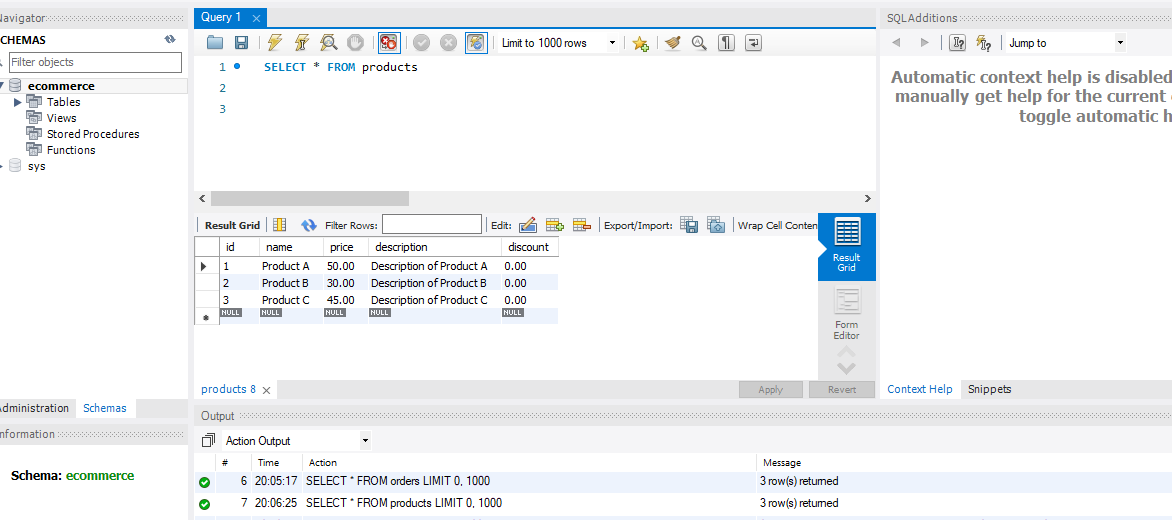 Navigator
SCHEMAS
Filter objects
ecommerce
Tables
Views
Stored Procedures
Functions
sys
Administration Schemas
Information
Schema: ecommerce
Query 1
Limit to 1000 rows
1 SELECT * FROM products
2
3
Result Grid Filter Rows: Edit: Export/Import: Wrap Cell Conten
id name price description discount
1 Product A 50.00 Description of Product A 0.00
2 Product B 30.00 Description of Product B 0.00
3 Product C 45.00 Description of Product C 0.00
NULL NULL NULL NULL NULL
Result
Grid
Form
Editor
products 8 Apply Revert
SQLAdditions
Jump to
Automatic context help is disabled
manually get help for the current
toggle automatic h
Context Help Snippets
Output
Action Output
# Time Action Message
6 20:05:17 SELECT * FROM orders LIMIT 0, 1000 3 row(s) returned
7 20:06:25 SELECT * FROM products LIMIT 0, 1000 3 row(s) returned